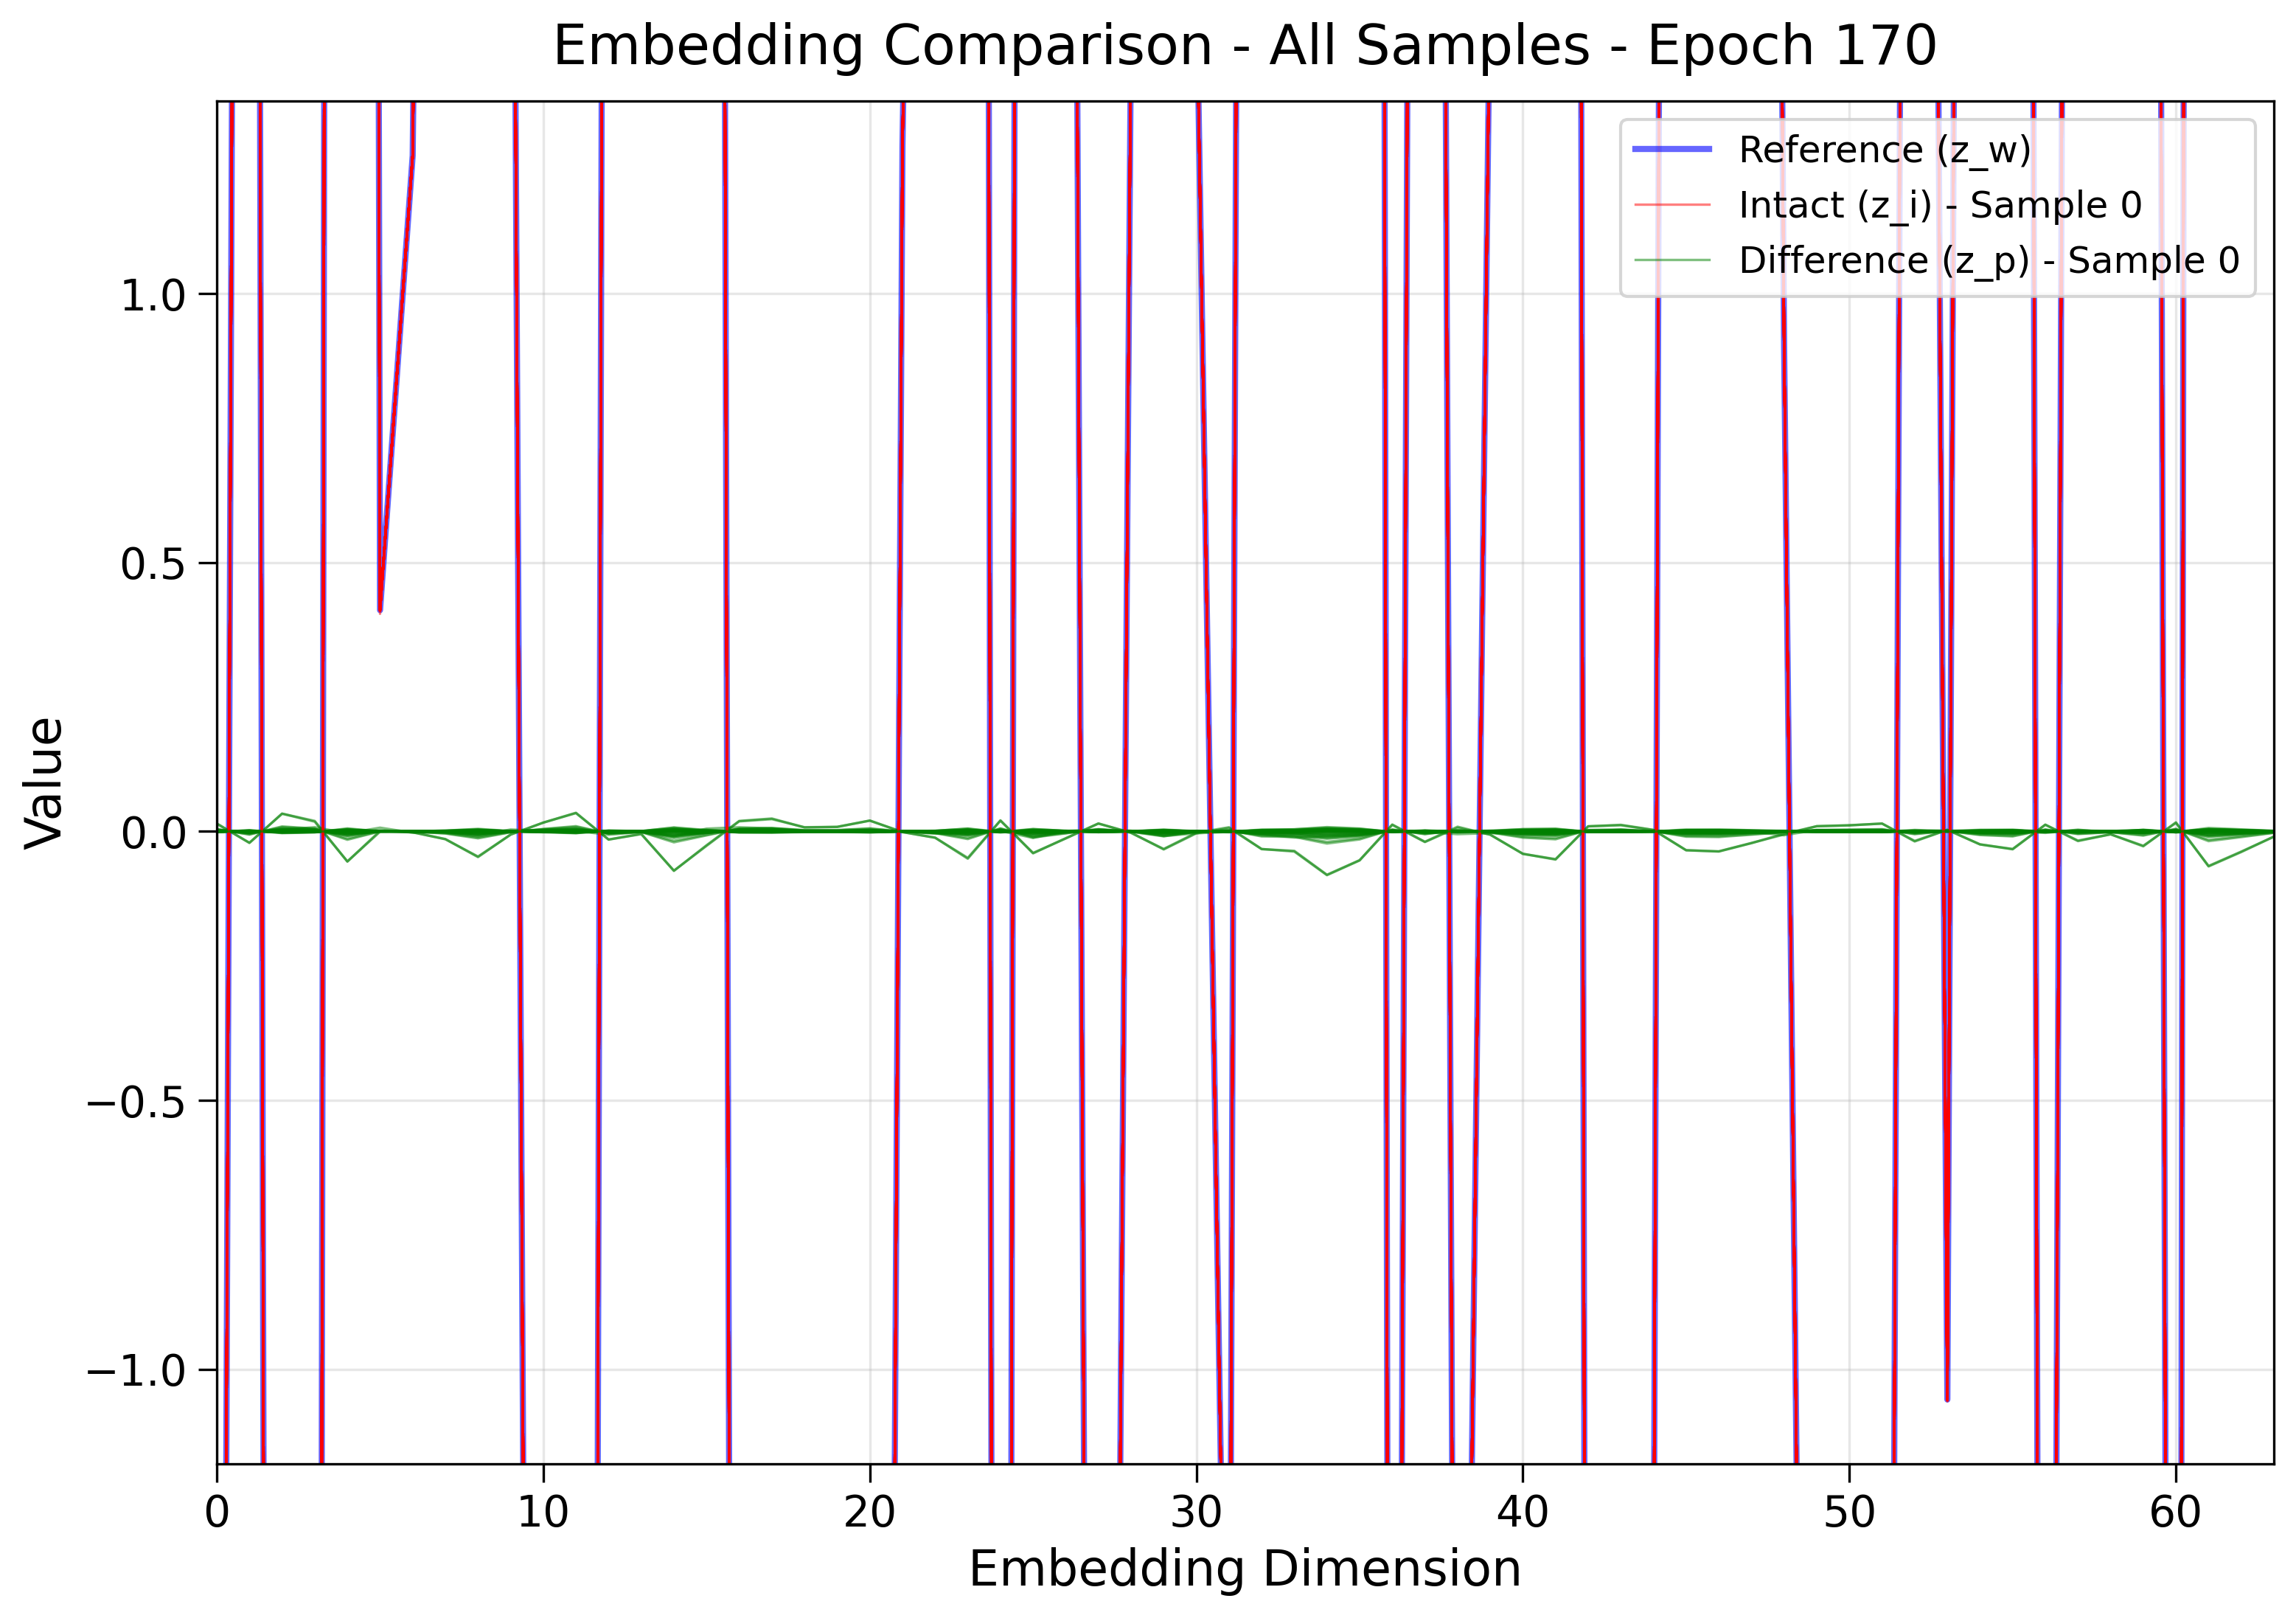 Embedding Comparison - All Samples - Epoch 170
Reference (z_w)
Intact (z_i) - Sample 0
Difference (z_p) - Sample 0
1.0
0.5
0.0
−0.5
−1.0
Value
0 10 20 30 40 50 60
Embedding Dimension